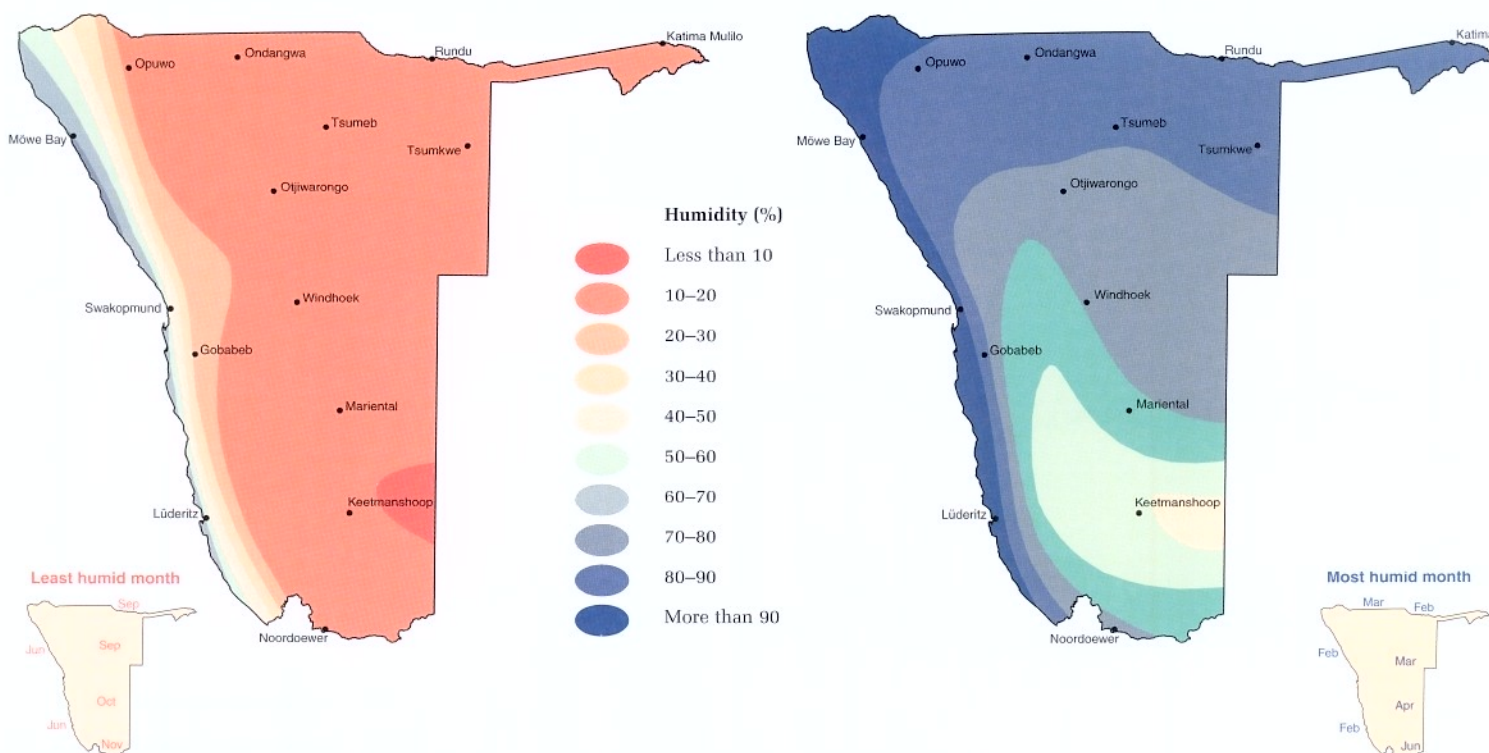 Katima Mulilo
Ondangwa
Rundu
Opuwo
Tsumeb
Möwe Bay
Tsumkwe
Otjiwarongo
Swakopmund
Windhoek
Gobabeb
Mariental
Keetmanshoop
Lüderitz
Noordoewer
Least humid month
Sep
Sep
Jun
Oct
Jun
Nov
Humidity (%)
Less than 10
10–20
20–30
30–40
40–50
50–60
60–70
70–80
80–90
More than 90
Katima
Ondangwa
Rundu
Opuwo
Tsumeb
Möwe Bay
Tsumkwe
Otjiwarongo
Swakopmund
Windhoek
Gobabeb
Mariental
Keetmanshoop
Lüderitz
Noordoewer
Most humid month
Mar
Feb
Feb
Mar
Apr
Feb
Jun